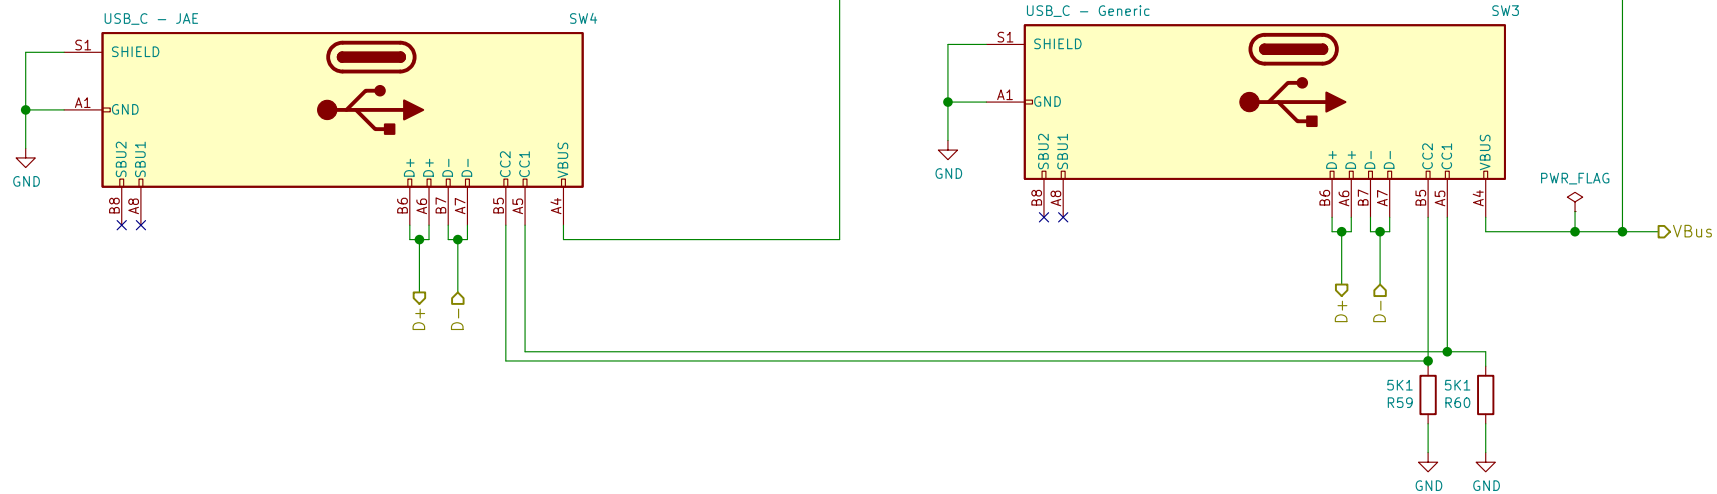 USB_C - JAE
SW4
S1
SHIELD
A1
GND
SBU2
SBU1
D+
D+
D-
D-
CC2
CC1
VBUS
B8
A8
B6
A6
B7
A7
B5
A5
A4
GND
D+
D-
USB_C - Generic
SW3
S1
SHIELD
A1
GND
SBU2
SBU1
D+
D+
D-
D-
CC2
CC1
VBUS
B8
A8
B6
A6
B7
A7
B5
A5
A4
GND
PWR_FLAG
VBus
D+
D-
5K1
R59
5K1
R60
GND
GND